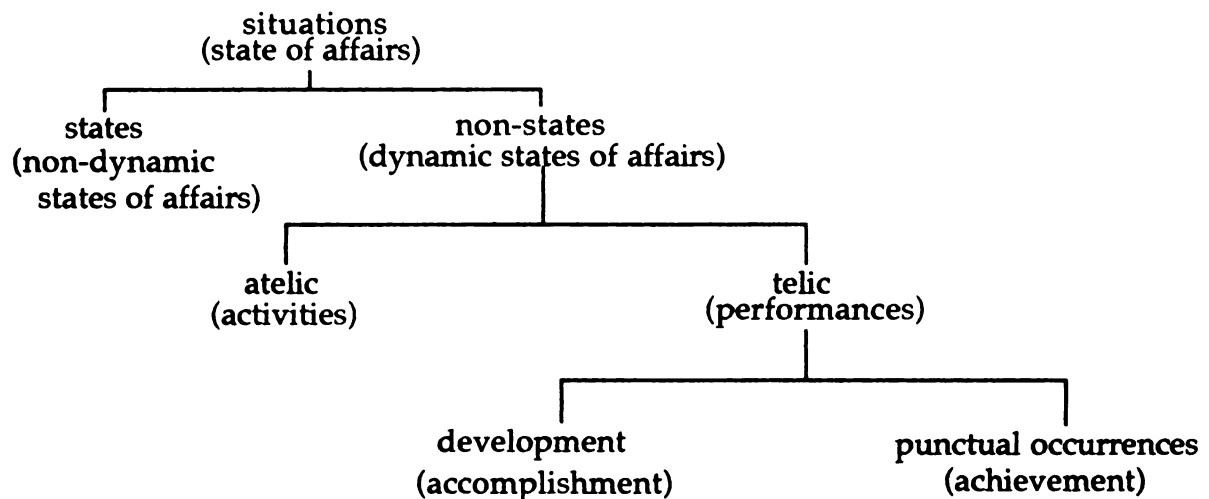 situations
(state of affairs)
states
(non-dynamic
states of affairs)
non-states
(dynamic states of affairs)
atelic
(activities)
telic
(performances)
development
(accomplishment)
punctual occurrences
(achievement)